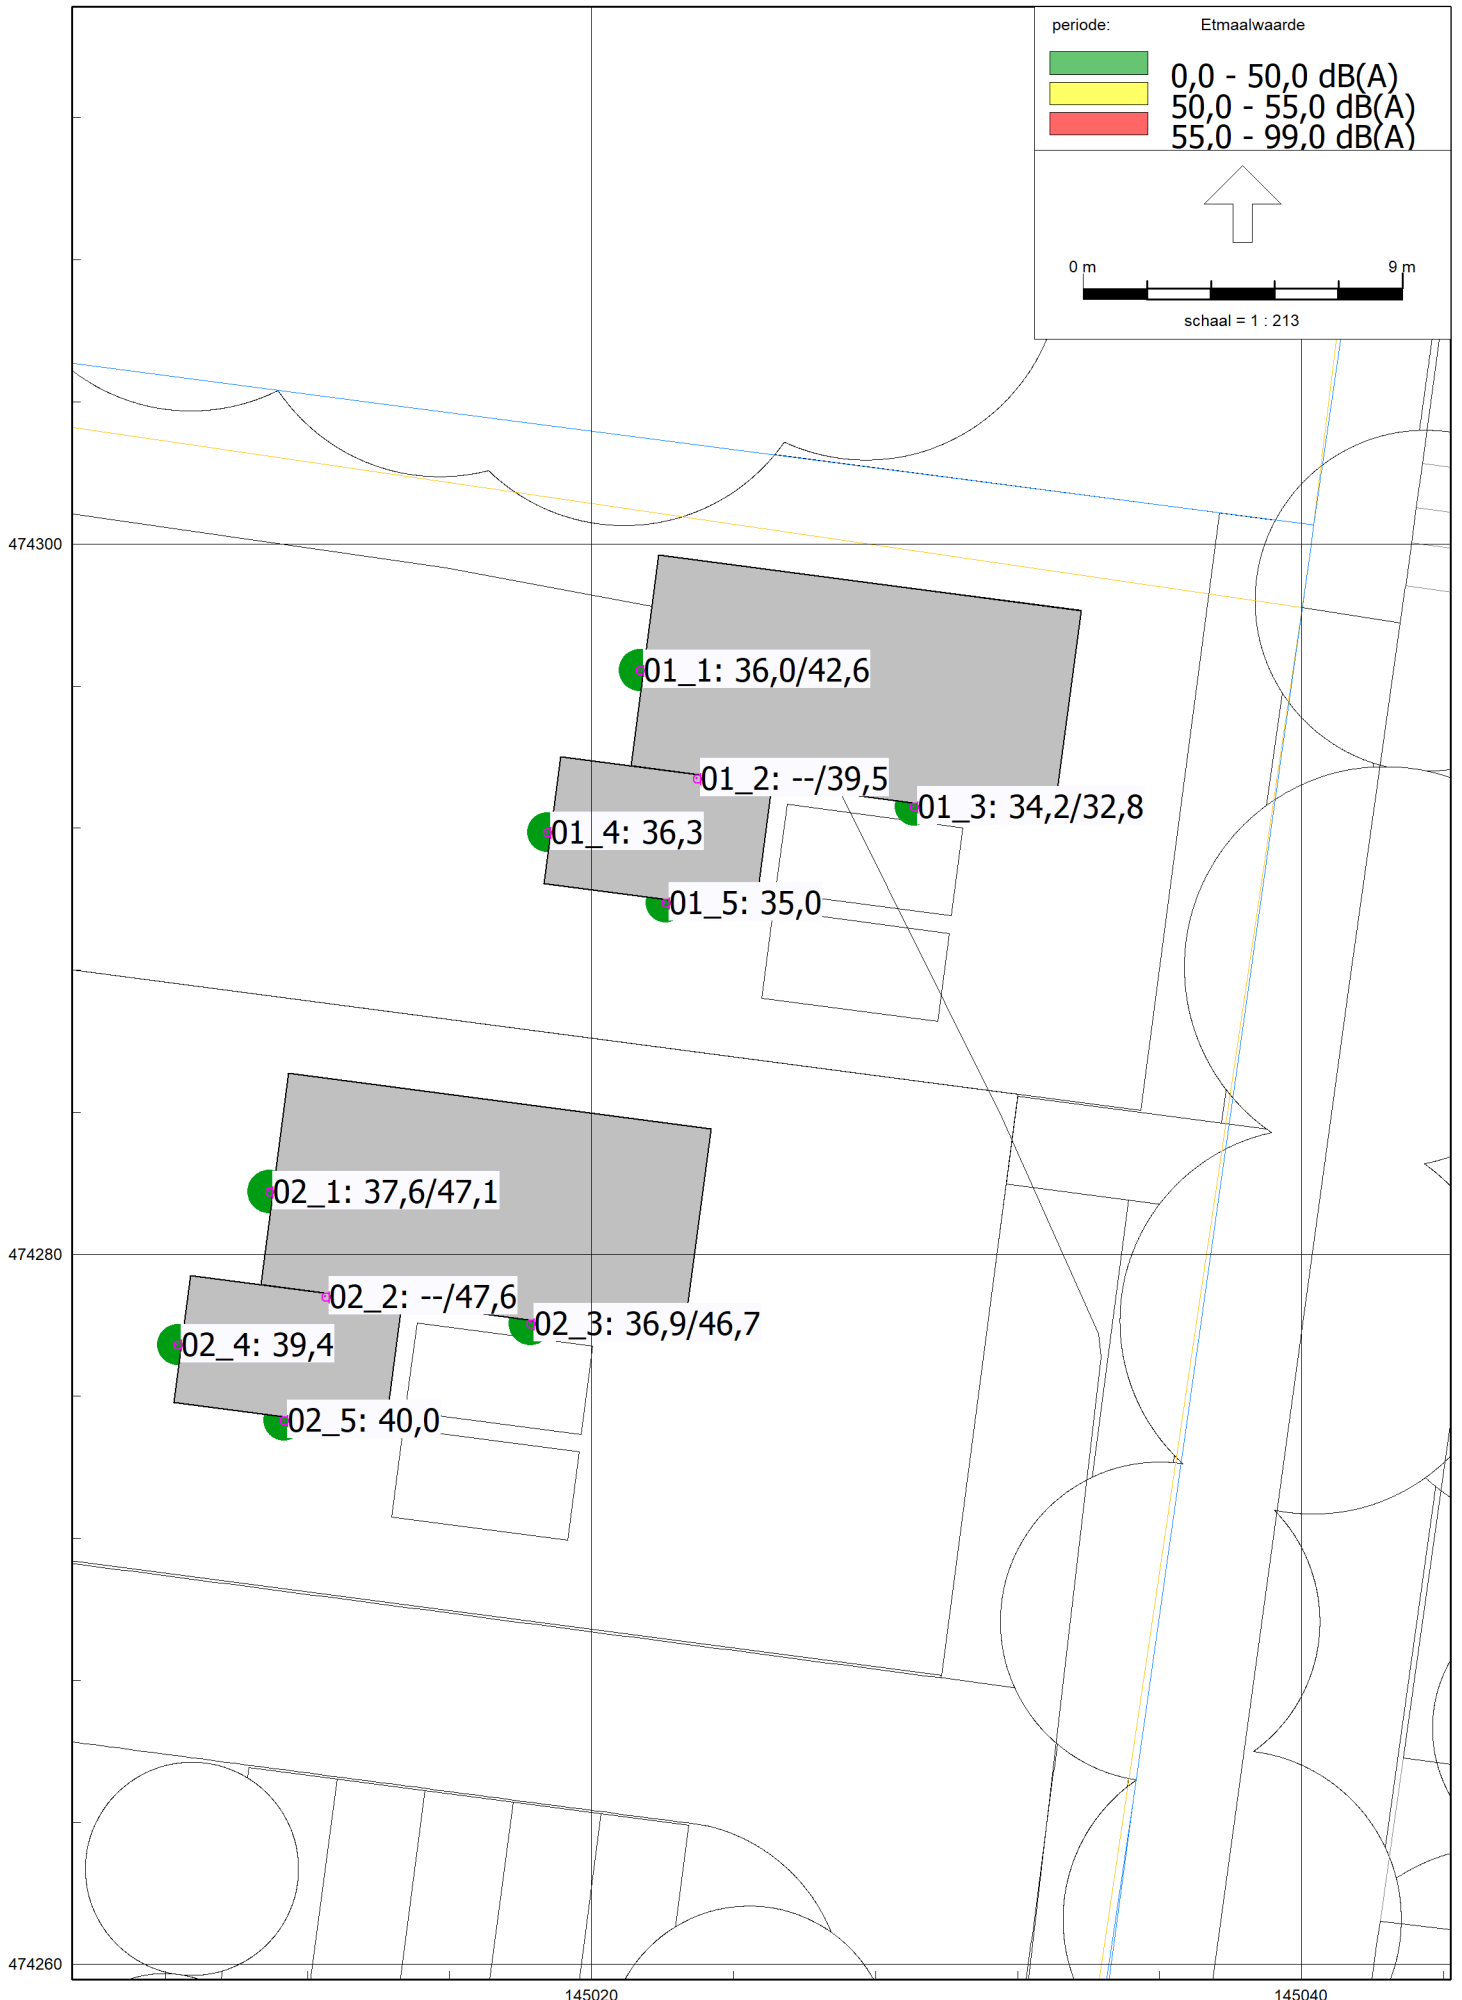 periode: Etmaalwaarde
0,0 - 50,0 dB(A)
50,0 - 55,0 dB(A)
55,0 - 99,0 dB(A)
0 m 9 m
schaal = 1 : 213
474300
01_1: 36,0/42,6
01_2: --/39,5
01_3: 34,2/32,8
01_4: 36,3
01_5: 35,0
02_1: 37,6/47,1
474280
02_2: --/47,6
02_3: 36,9/46,7
02_4: 39,4
02_5: 40,0
474260
145020 145040